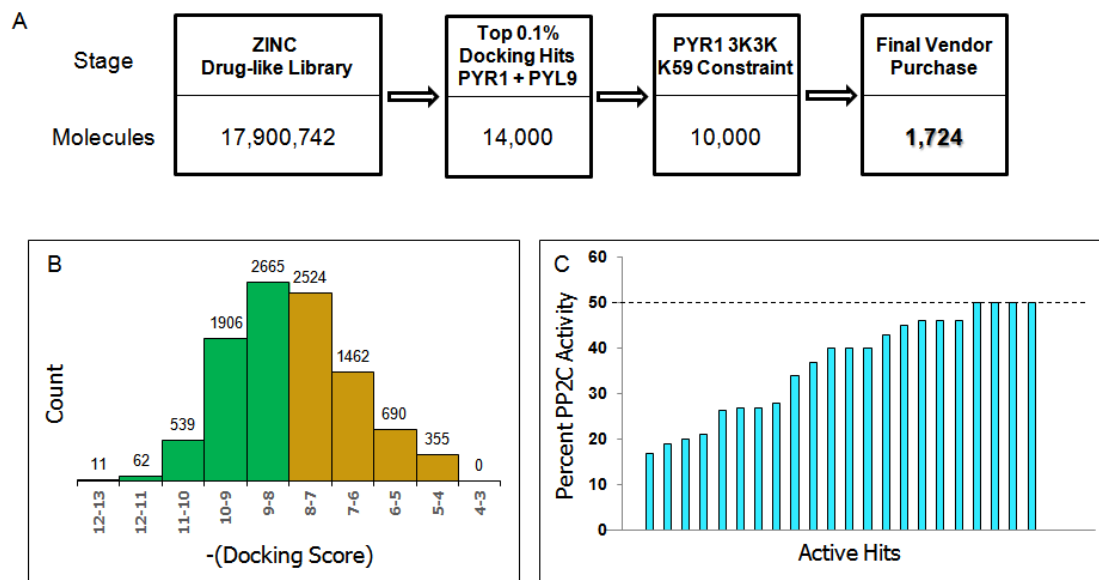 A
Stage
Molecules
ZINC
Drug-like Library
17,900,742
Top 0.1%
Docking Hits
PYR1 + PYL9
14,000
PYR1 3K3K
K59 Constraint
10,000
Final Vendor
Purchase
1,724
B
Count
11
62
539
1906
2665
2524
1462
690
355
0
12-13
12-11
11-10
10-9
9-8
8-7
7-6
6-5
5-4
4-3
-(Docking Score)
C
Percent PP2C Activity
60
50
40
30
20
10
0
Active Hits